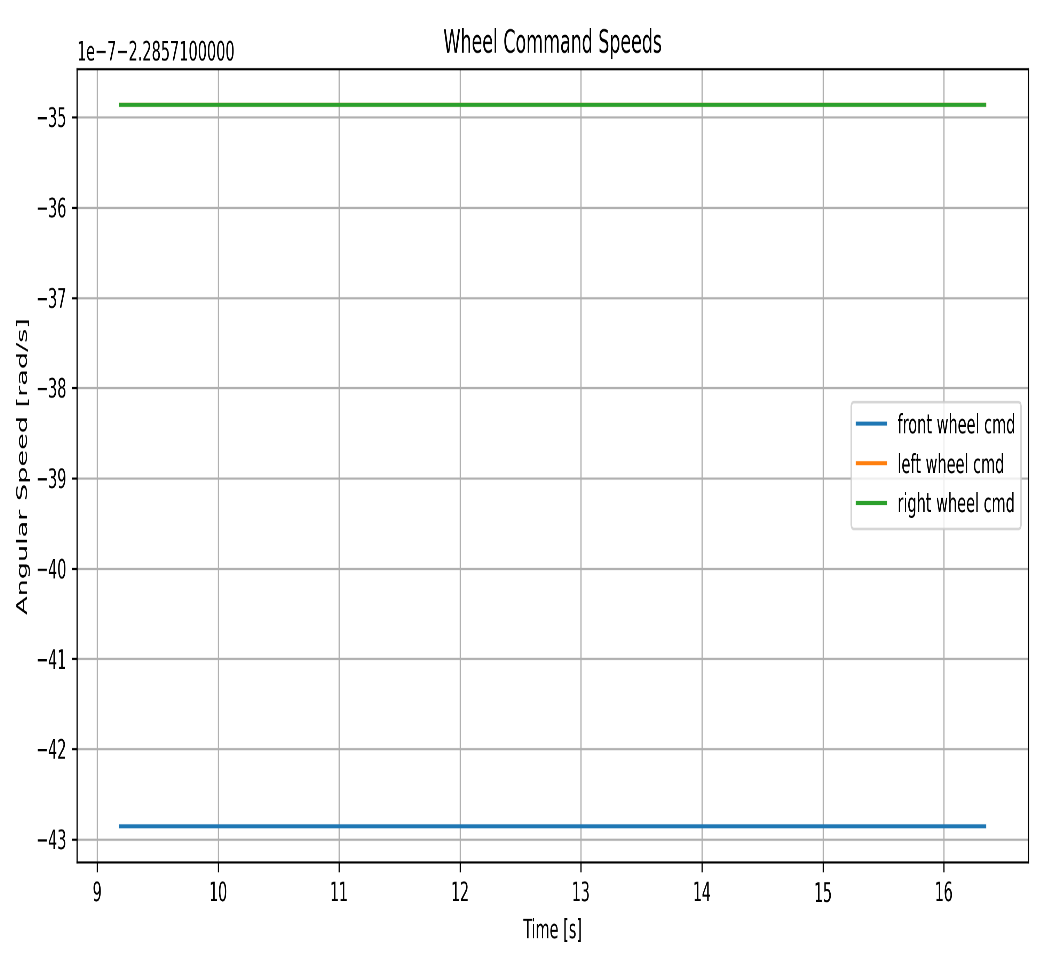 Wheel Command Speeds
1e−7−2.2857100000
−35
−36
−37
−38
−39
−40
−41
−42
−43
Angular Speed [rad/s]
front wheel cmd
left wheel cmd
right wheel cmd
9 10 11 12 13 14 15 16
Time [s]